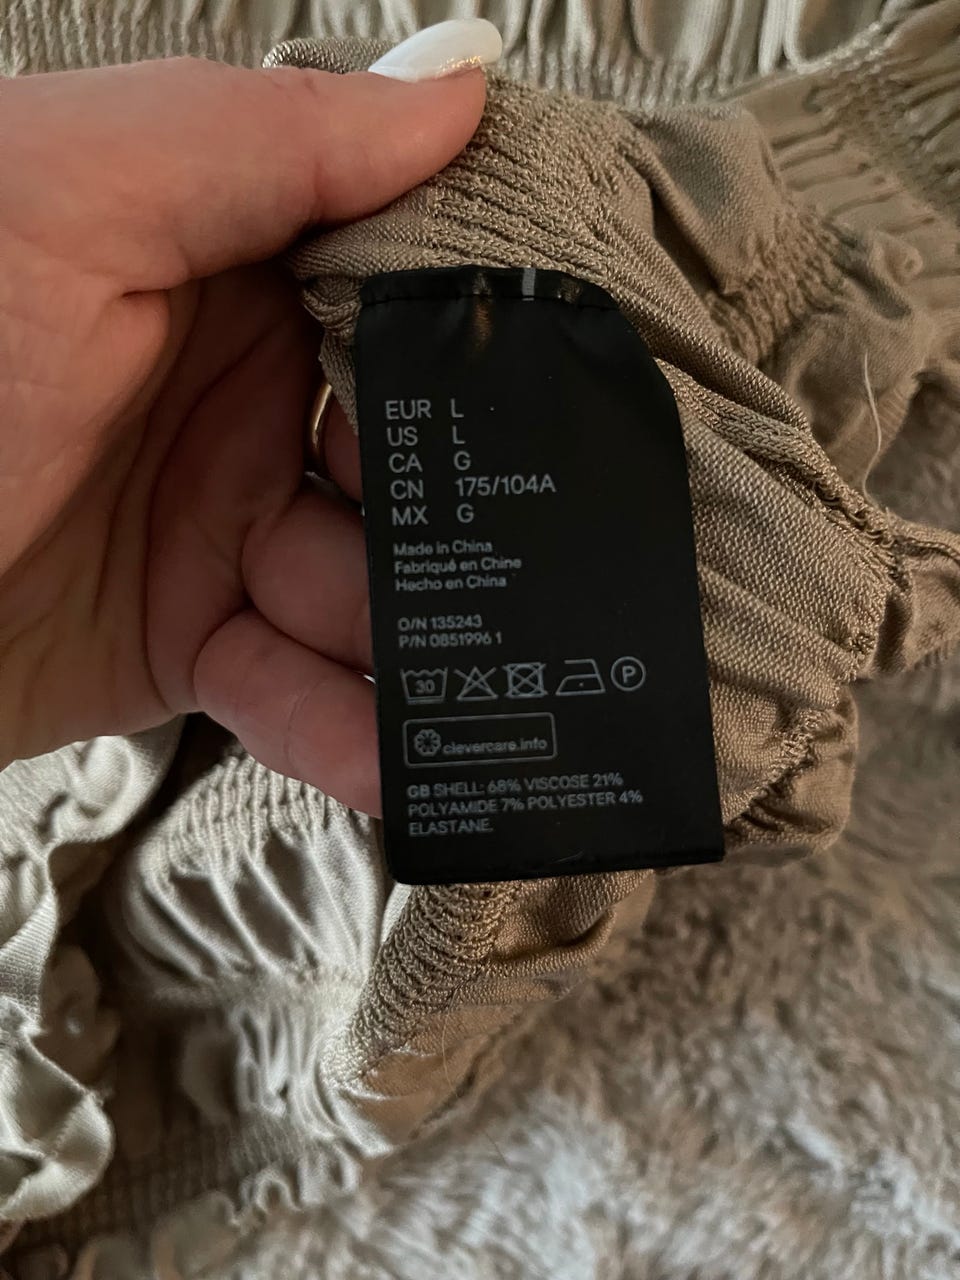 EUR L
US L
CA G
CN 175/104A
MX G
Made in China
Fabriqué en Chine
Hecho en China
O/N 135243
P/N 0851996 1
30 P
clevercare.info
GB SHELL: 68% VISCOSE 21%
POLYAMIDE 7% POLYESTER 4%
ELASTANE.